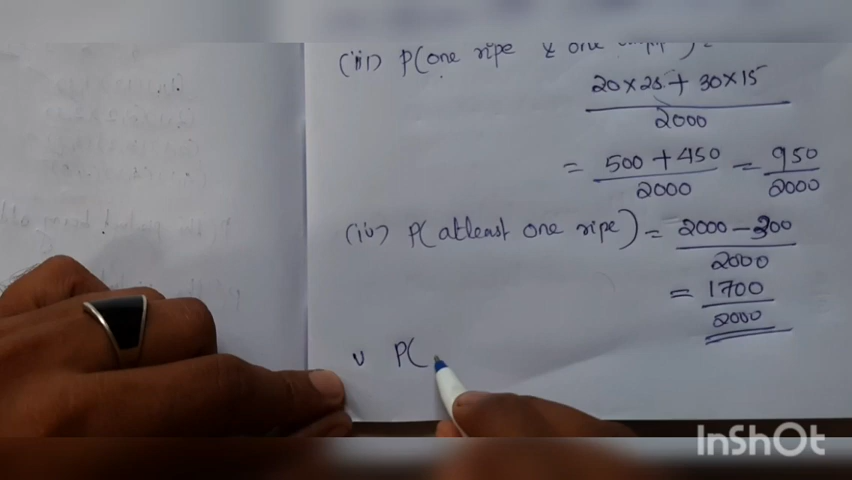 (iii) P(one ripe & one
20×25 + 30×15
2000
= 500 + 450 = 950
2000 2000
(iv) P(atleast one ripe) = 2000 - 300
2000
= 1700
2000
v P(
InShOt